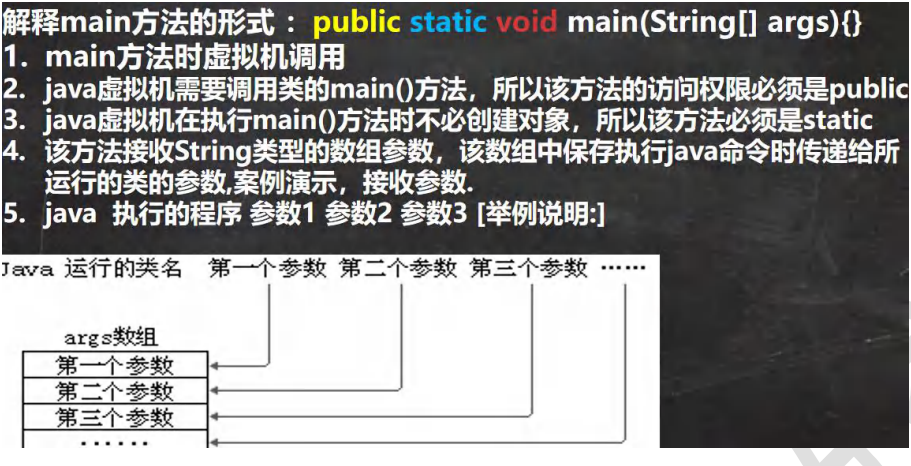 解释main方法的形式 : public static void main(String[] args){}
1. main方法时虚拟机调用
2. java虚拟机需要调用类的main()方法，所以该方法的访问权限必须是public
3. java虚拟机在执行main()方法时不必创建对象，所以该方法必须是static
4. 该方法接收String类型的数组参数，该数组中保存执行java命令时传递给所
运行的类的参数,案例演示，接收参数.
5. java 执行的程序 参数1 参数2 参数3 [举例说明:]
Java 运行的类名 第一个参数 第二个参数 第三个参数 ……
args数组
第一个参数
第二个参数
第三个参数
······